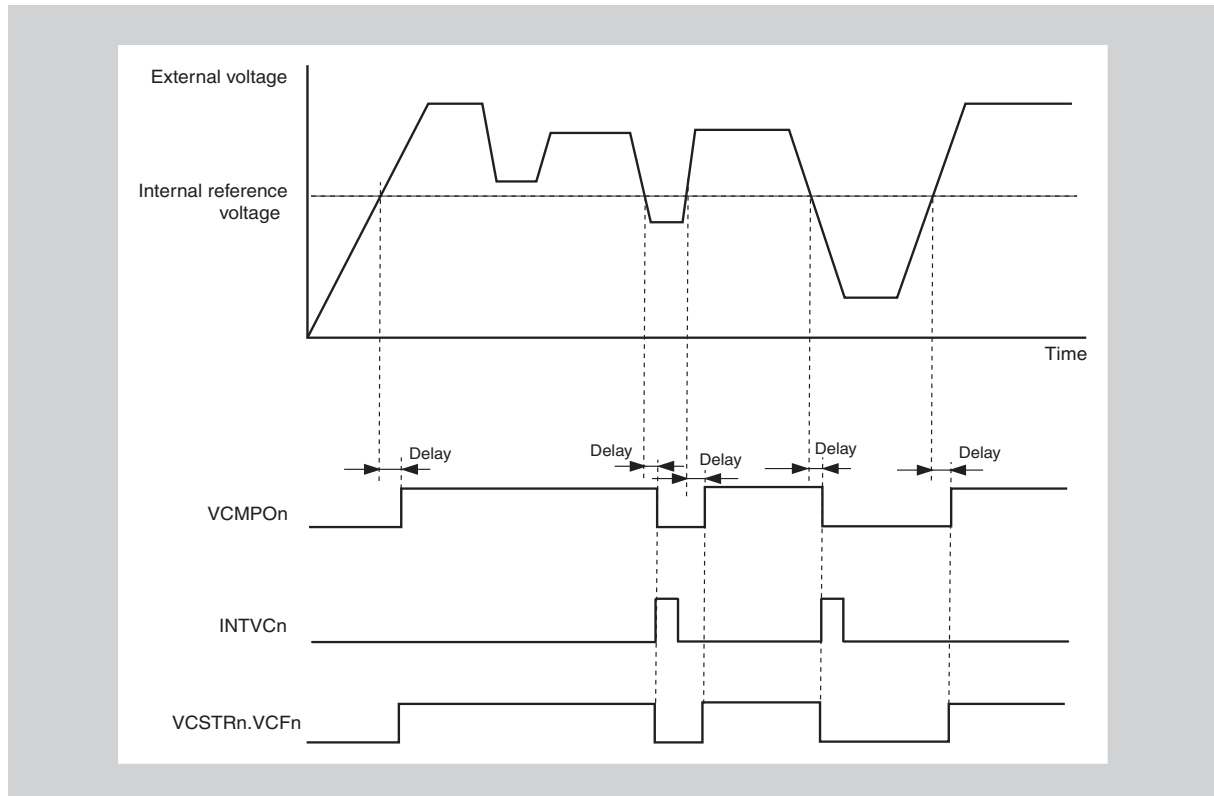 External voltage
Internal reference
voltage
Time
Delay
Delay
Delay
Delay
Delay
VCMPOn
INTVCn
VCSTRn.VCFn